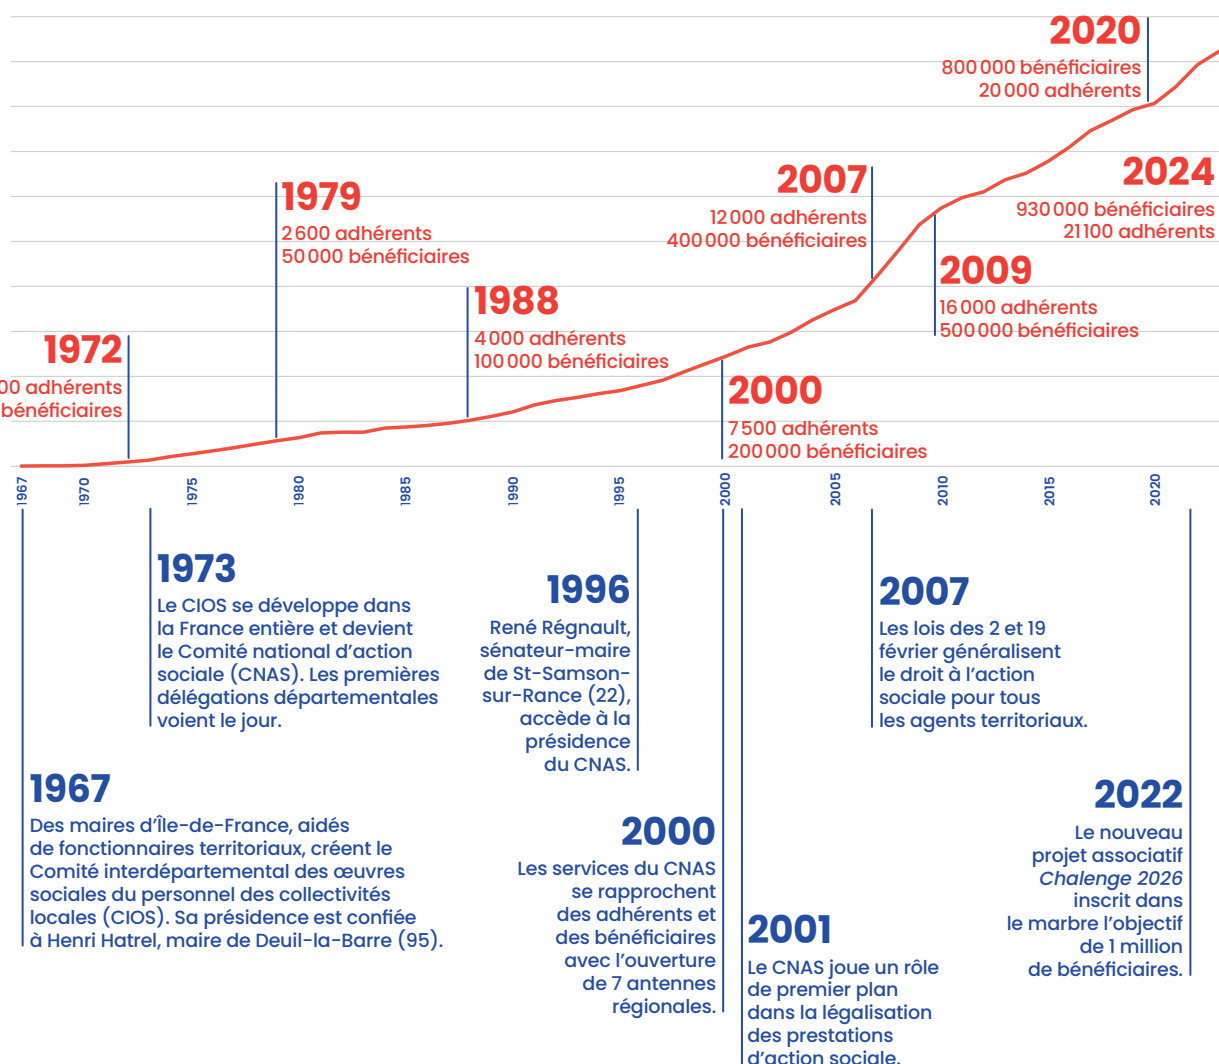 2020
800 000 bénéficiaires
20 000 adhérents
2024
930 000 bénéficiaires
21 100 adhérents
2007
12 000 adhérents
400 000 bénéficiaires
1979
2 600 adhérents
50 000 bénéficiaires
2009
16 000 adhérents
500 000 bénéficiaires
1988
4 000 adhérents
100 000 bénéficiaires
1972
00 adhérents
bénéficiaires
2000
7 500 adhérents
200 000 bénéficiaires
1967
1970
1975
1980
1985
1990
1995
2000
2005
2010
2015
2020
1973
Le CIOS se développe dans
la France entière et devient
le Comité national d'action
sociale (CNAS). Les premières
délégations départementales
voient le jour.
1996
René Régnault,
sénateur-maire
de St-Samson-
sur-Rance (22),
accède à la
présidence
du CNAS.
2007
Les lois des 2 et 19
février généralisent
le droit à l'action
sociale pour tous
les agents territoriaux.
1967
Des maires d'Île-de-France, aidés
de fonctionnaires territoriaux, créent le
Comité interdépartemental des œuvres
sociales du personnel des collectivités
locales (CIOS). Sa présidence est confiée
à Henri Hatrel, maire de Deuil-la-Barre (95).
2000
Les services du CNAS
se rapprochent
des adhérents et
des bénéficiaires
avec l'ouverture
de 7 antennes
régionales.
2001
Le CNAS joue un rôle
de premier plan
dans la légalisation
des prestations
d'action sociale.
2022
Le nouveau
projet associatif
Chalenge 2026
inscrit dans
le marbre l'objectif
de 1 million
de bénéficiaires.